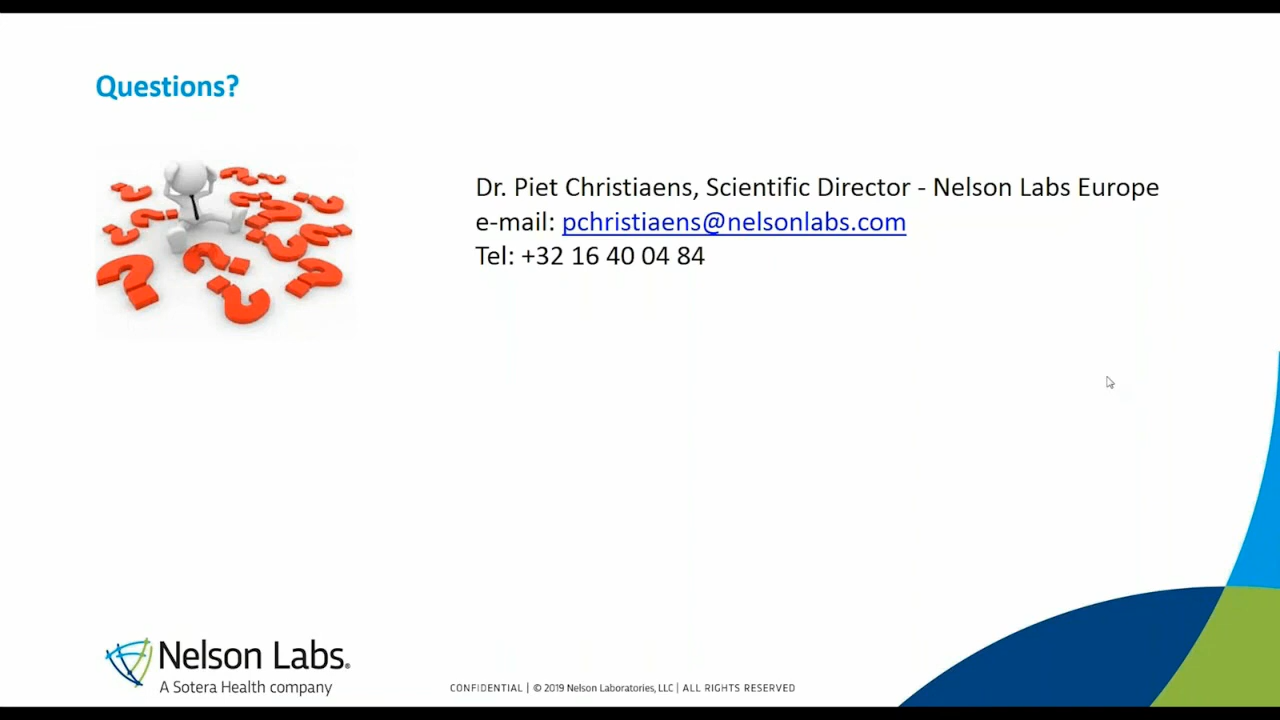 Questions?
Dr. Piet Christiaens, Scientific Director - Nelson Labs Europe
e-mail: pchristiaens@nelsonlabs.com
Tel: +32 16 40 04 84
Nelson Labs®
A Sotera Health company
CONFIDENTIAL | © 2019 Nelson Laboratories, LLC | ALL RIGHTS RESERVED